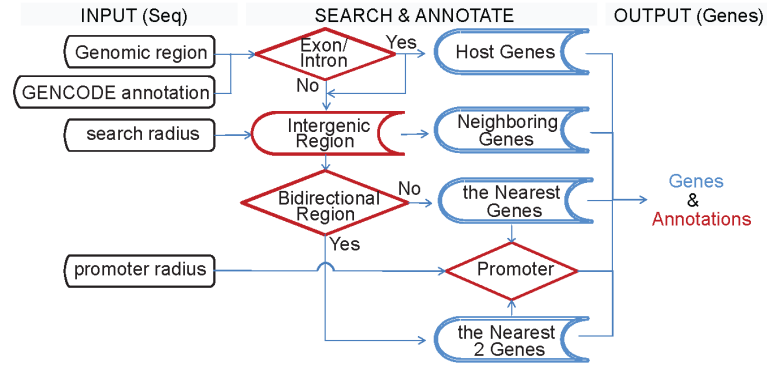 INPUT (Seq)
SEARCH & ANNOTATE
OUTPUT (Genes)
Genomic region
Exon/
Intron
Yes
Host Genes
No
GENCODE annotation
search radius
Intergenic
Region
Neighboring
Genes
Bidirectional
Region
No
the Nearest
Genes
Yes
Genes
&
Annotations
promoter radius
Promoter
the Nearest
2 Genes